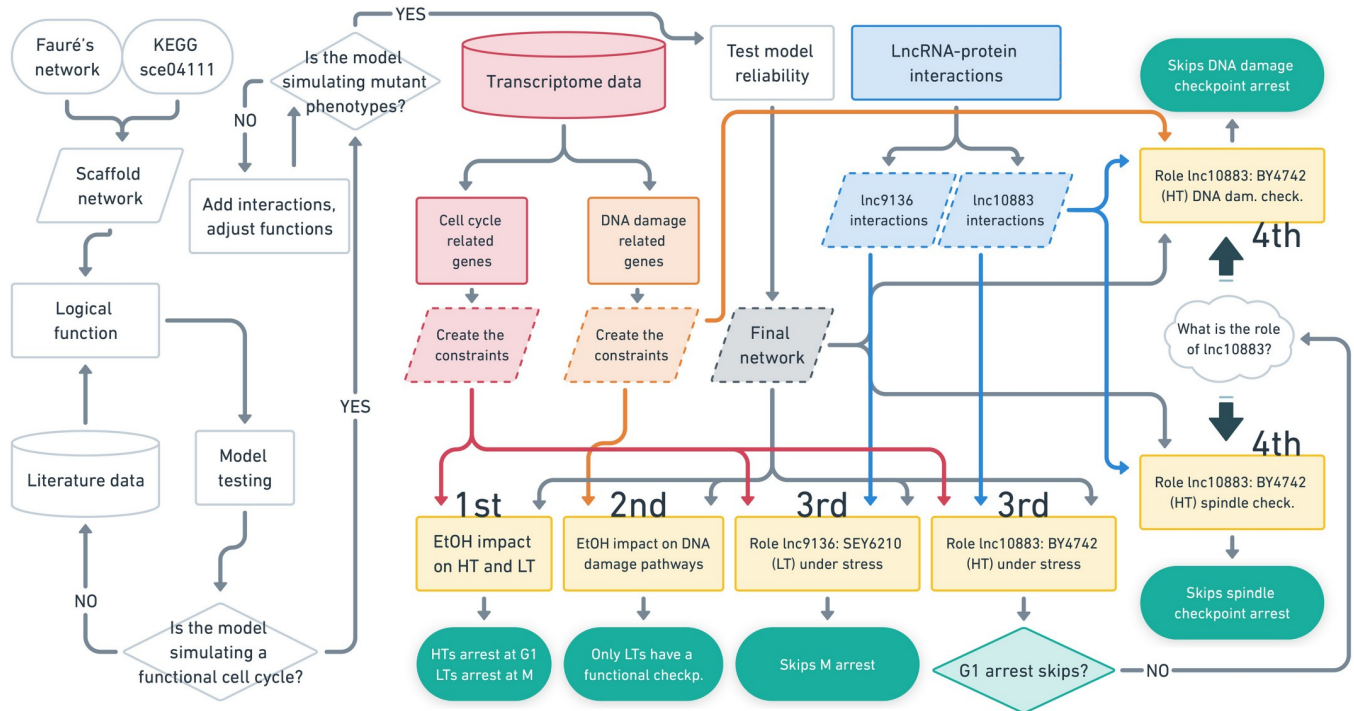 Fauré's
network
KEGG
sce04111
Scaffold
network
Logical
function
Literature data
Model
testing
Is the model
simulating a
functional cell cycle?
NO
YES
Is the model
simulating mutant
phenotypes?
NO
YES
Add interactions,
adjust functions
Transcriptome data
Test model
reliability
LncRNA-protein
interactions
Cell cycle
related
genes
DNA damage
related
genes
lnc9136
interactions
lnc10883
interactions
Create the
constraints
Create the
constraints
Final
network
1st
EtOH impact
on HT and LT
2nd
EtOH impact on DNA
damage pathways
3rd
Role lnc9136: SEY6210
(LT) under stress
3rd
Role lnc10883: BY4742
(HT) under stress
HTs arrest at G1
LTs arrest at M
Only LTs have a
functional checkp.
Skips M arrest
G1 arrest skips?
NO
Skips DNA damage
checkpoint arrest
Role lnc10883: BY4742
(HT) DNA dam. check.
4th
What is the role
of lnc10883?
4th
Role lnc10883: BY4742
(HT) spindle check.
Skips spindle
checkpoint arrest